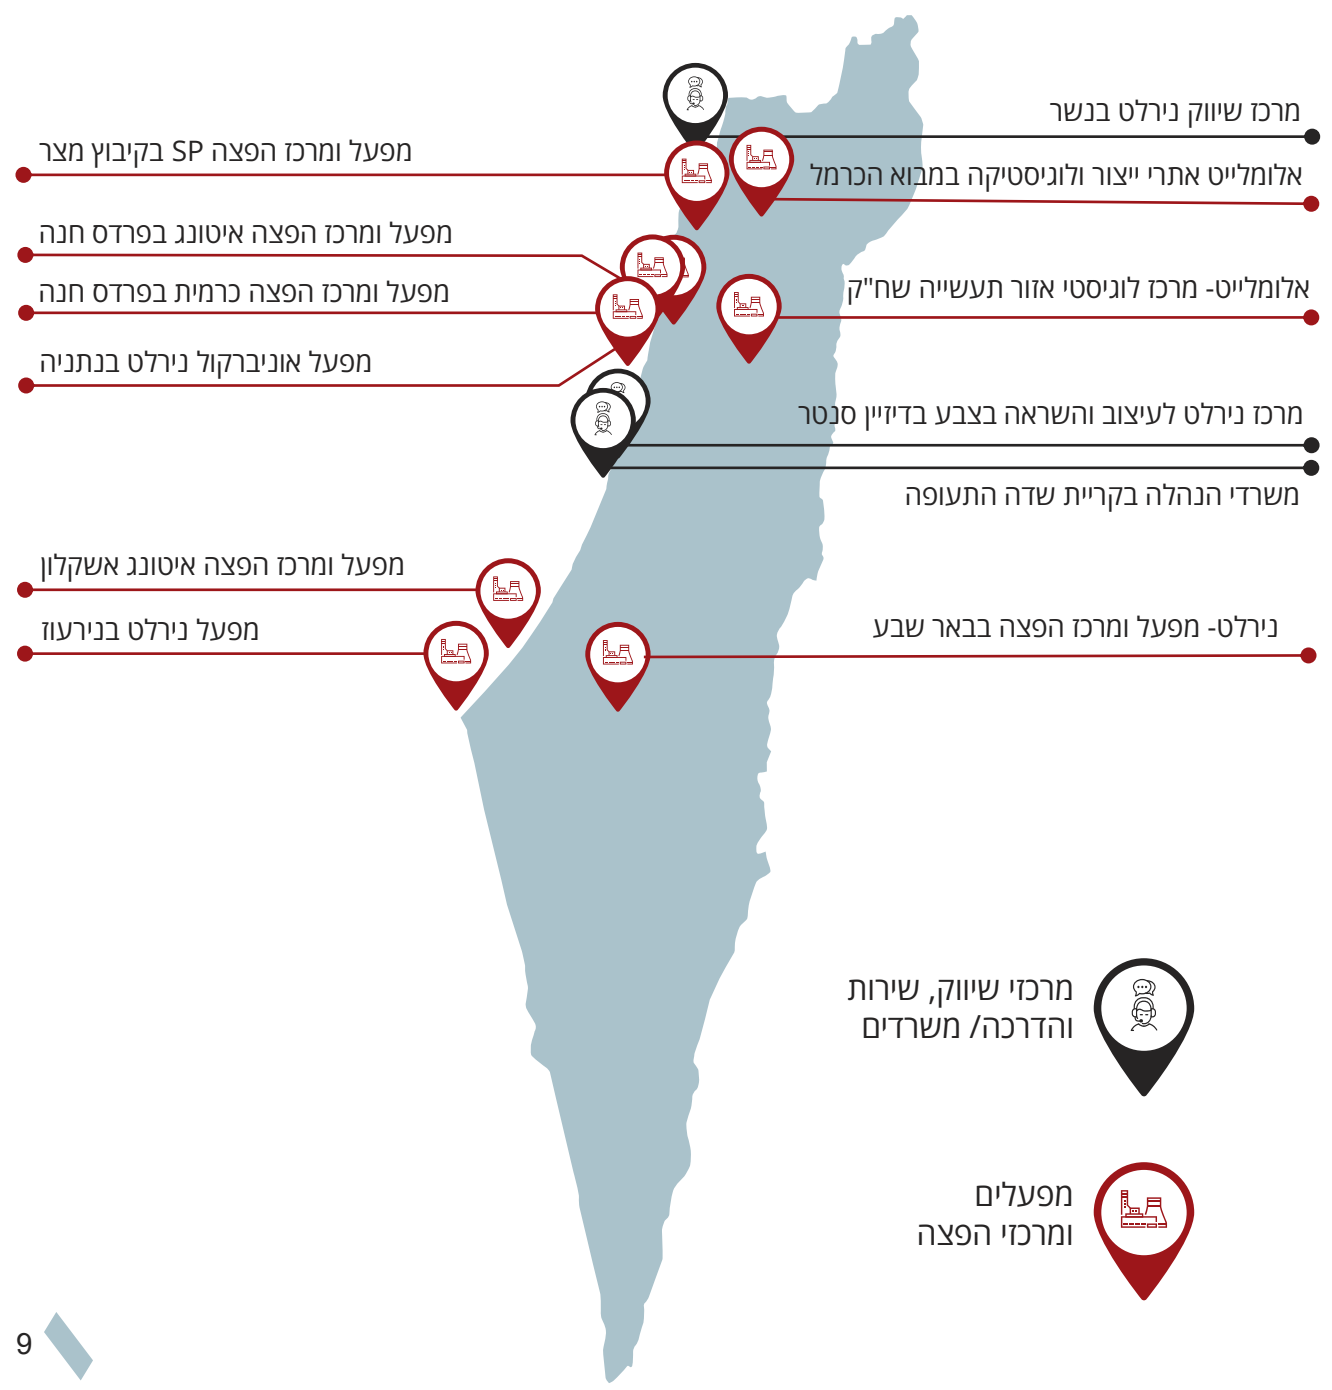 מרכז שיווק נירלט בנשר
אלומלייט אתרי ייצור ולוגיסטיקה במבוא הכרמל
אלומלייט- מרכז לוגיסטי אזור תעשייה שח"ק
מרכז נירלט לעיצוב והשראה בצבע בדיזיין סנטר
משרדי הנהלה בקריית שדה התעופה
נירלט- מפעל ומרכז הפצה בבאר שבע
מפעל ומרכז הפצה SP בקיבוץ מצר
מפעל ומרכז הפצה איטונג בפרדס חנה
מפעל ומרכז הפצה כרמית בפרדס חנה
מפעל אוניברקול נירלט בנתניה
מפעל ומרכז הפצה איטונג אשקלון
מפעל נירלט בנירעוז
מרכזי שיווק, שירות
והדרכה/ משרדים
מפעלים
ומרכזי הפצה
9